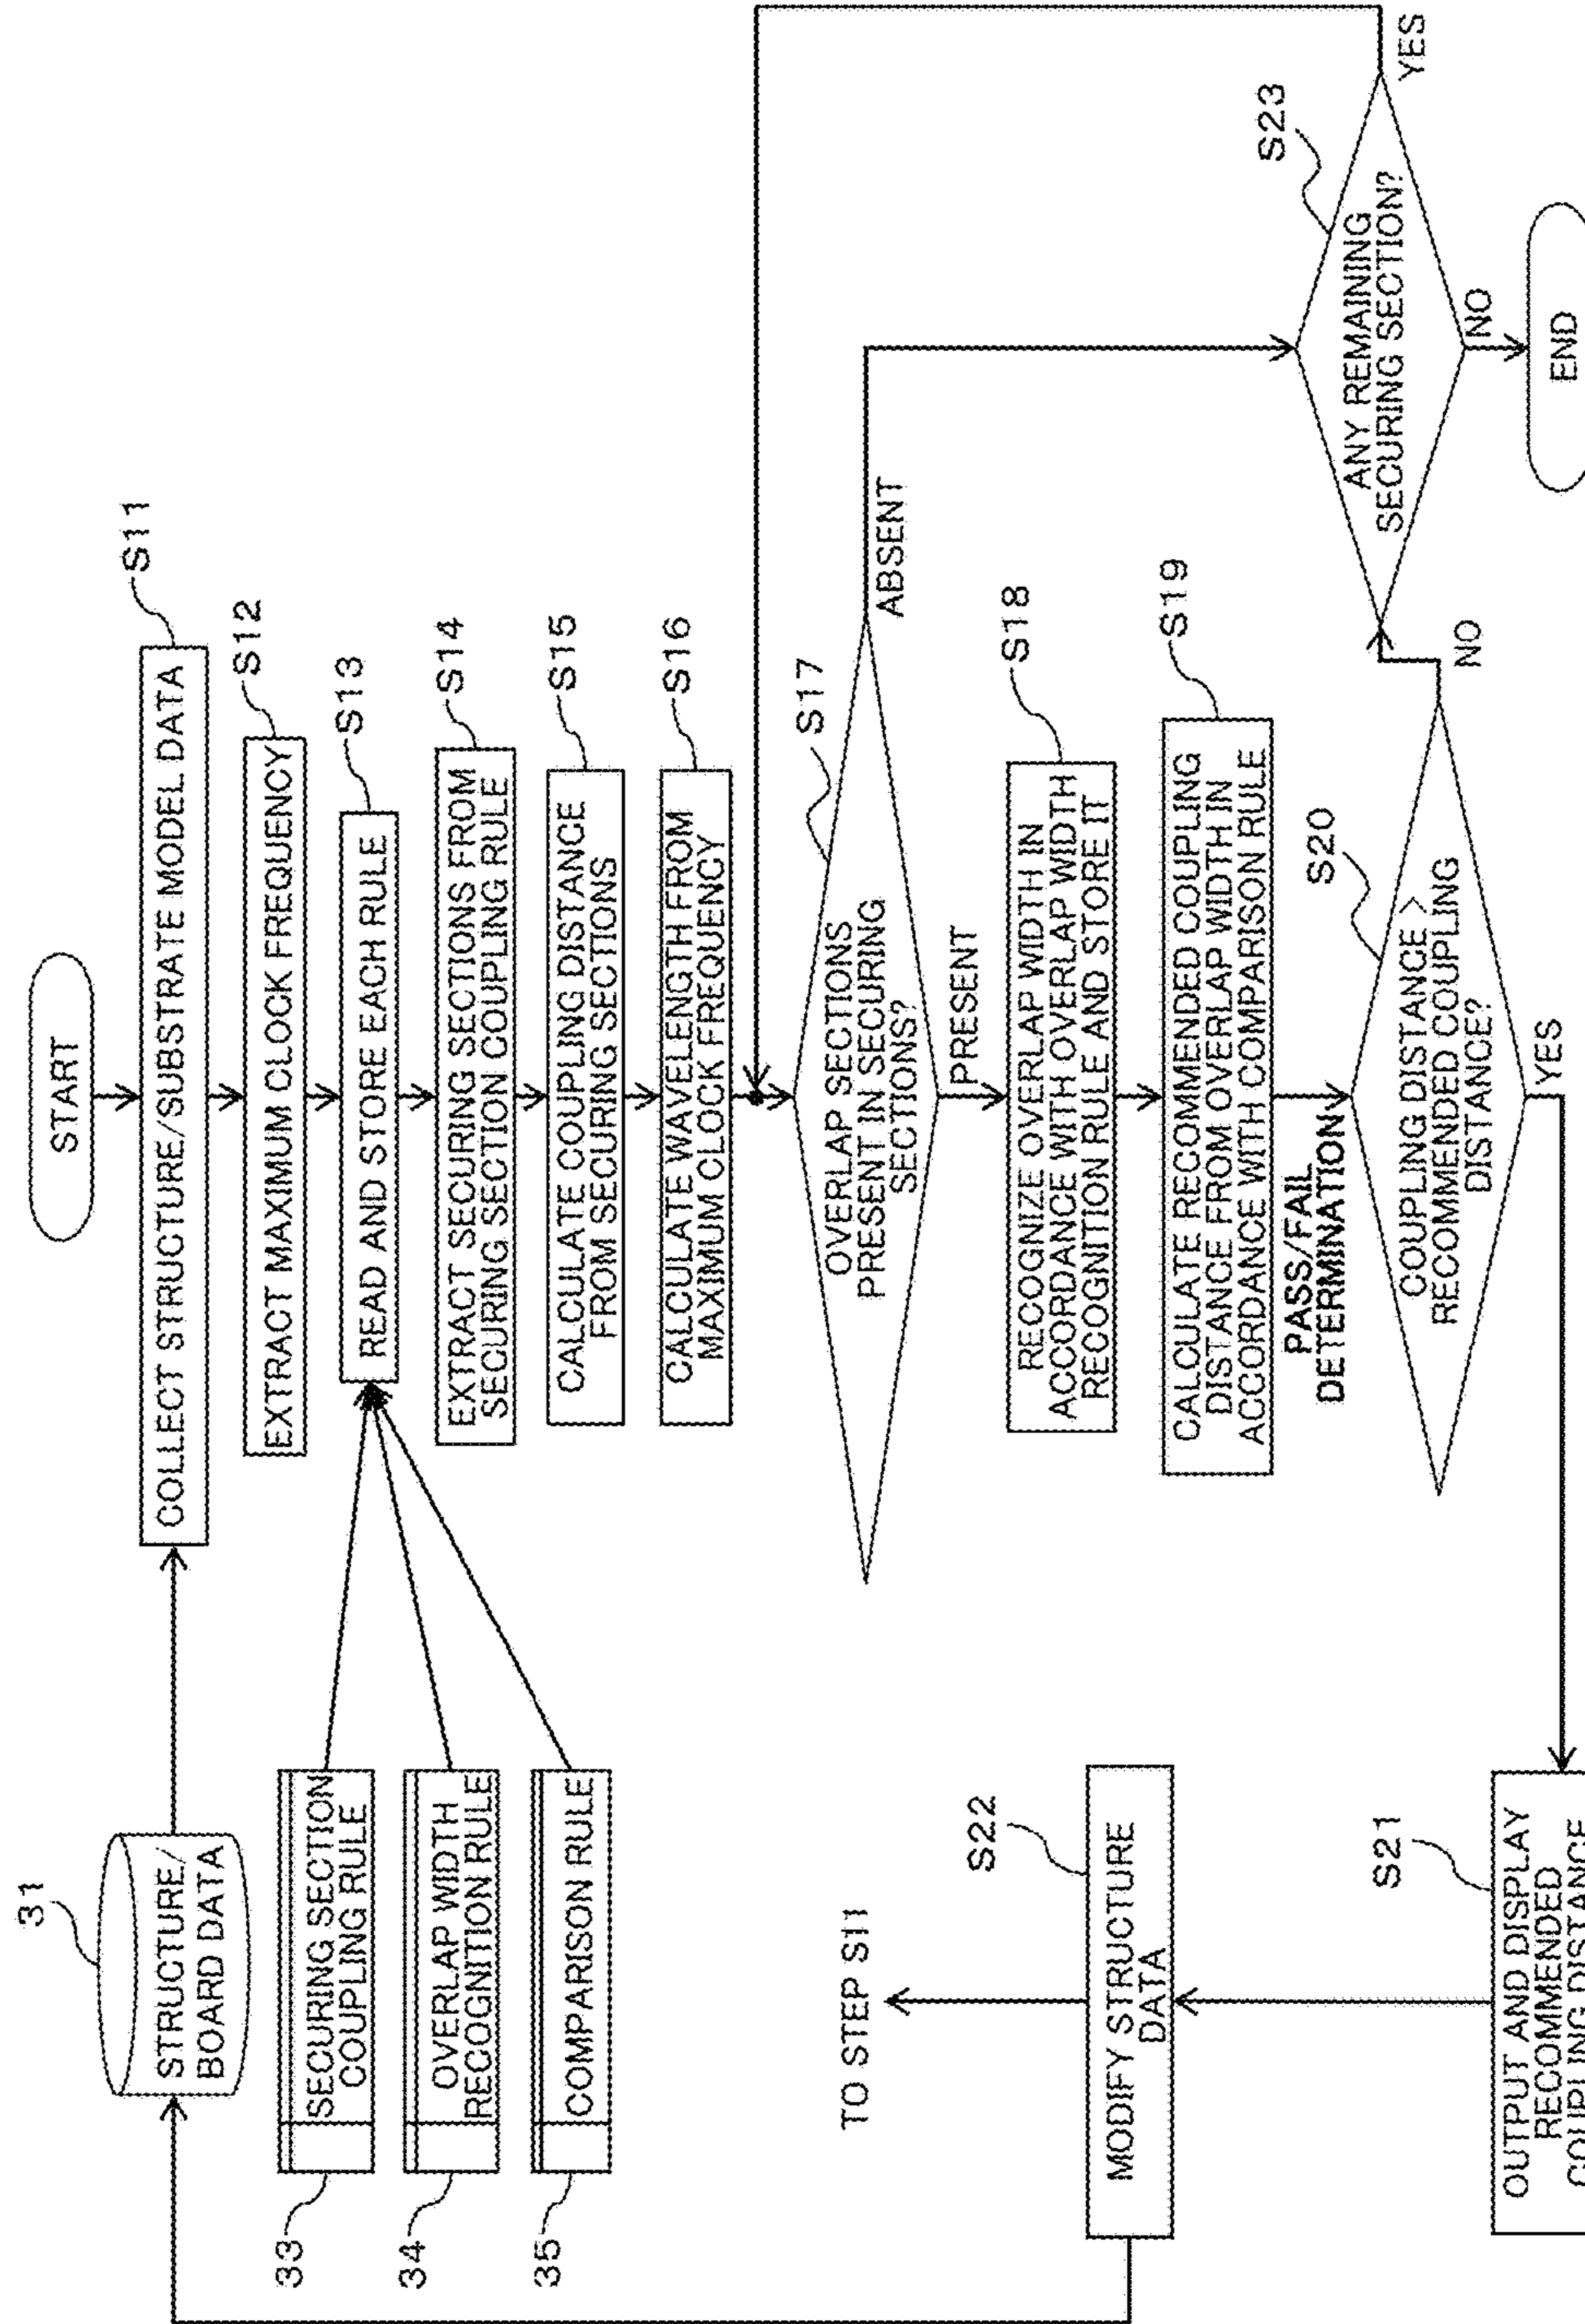 START
COLLECT STRUCTURE/SUBSTRATE MODEL DATA
S11
31
STRUCTURE/
BOARD DATA
EXTRACT MAXIMUM CLOCK FREQUENCY
S12
READ AND STORE EACH RULE
S13
33
SECURING SECTION
COUPLING RULE
34
OVERLAP WIDTH
RECOGNITION RULE
35
COMPARISON RULE
EXTRACT SECURING SECTIONS FROM
SECURING SECTION COUPLING RULE
S14
CALCULATE COUPLING DISTANCE
FROM SECURING SECTIONS
S15
CALCULATE WAVELENGTH FROM
MAXIMUM CLOCK FREQUENCY
S16
OVERLAP SECTIONS
PRESENT IN SECURING
SECTIONS?
S17
ABSENT
PRESENT
RECOGNIZE OVERLAP WIDTH IN
ACCORDANCE WITH OVERLAP WIDTH
RECOGNITION RULE AND STORE IT
S18
CALCULATE RECOMMENDED COUPLING
DISTANCE FROM OVERLAP WIDTH IN
ACCORDANCE WITH COMPARISON RULE
S19
PASS/FAIL
DETERMINATION
COUPLING DISTANCE >
RECOMMENDED COUPLING
DISTANCE?
S20
NO
YES
ANY REMAINING
SECURING SECTION?
S23
YES
NO
END
TO STEP S11
MODIFY STRUCTURE
DATA
S22
OUTPUT AND DISPLAY
RECOMMENDED
COUPLING DISTANCE
S21